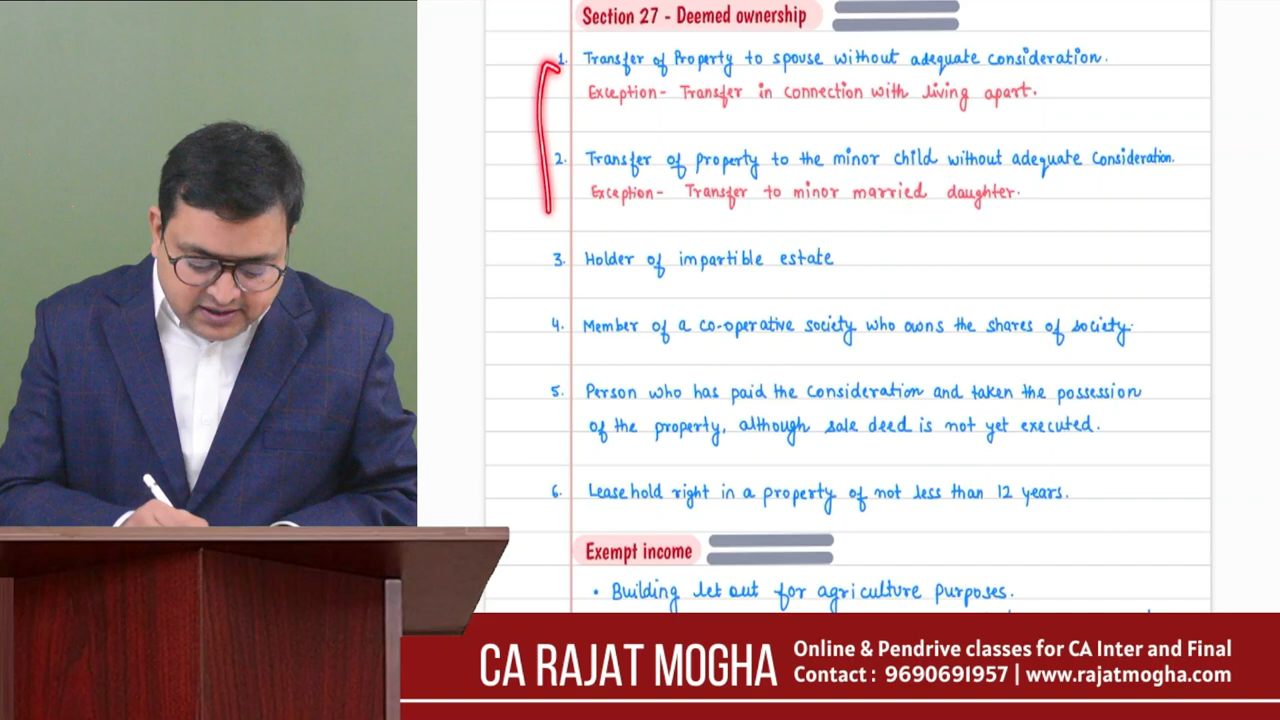 Section 27 - Deemed ownership
1. Transfer of Property to spouse without adequate consideration.
Exception- Transfer in connection with living apart.
2. Transfer of property to the minor child without adequate Consideration.
Exception- Transfer to minor married daughter.
3. Holder of impartible estate
4. Member of a co-operative society who owns the shares of society.
5. Person who has paid the Consideration and taken the possession
of the property, although sale deed is not yet executed.
6. Lease hold right in a property of not less than 12 years.
Exempt income
• Building let out for agriculture purposes.
CA RAJAT MOGHA
Online & Pendrive classes for CA Inter and Final
Contact : 9690691957 | www.rajatmogha.com